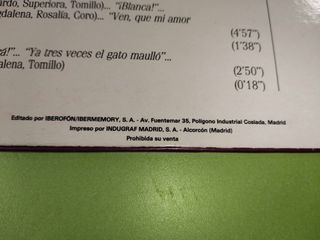 ardo, Superiora, Tomillo)... "¡Blanca!"...
dalena, Rosalía, Coro)... "Ven, que mi amor
(4'57")
(1'38")
á!"... "Ya tres veces el gato maulló"...
lena, Tomillo)
(2'50")
(0'18")
Editado por IBEROFÓN/IBERMEMORY, S. A. - Av. Fuentemar 35, Polígono Industrial Coslada, Madrid
Impreso por INDUGRAF MADRID, S. A. - Alcorcón (Madrid)
Prohibida su venta